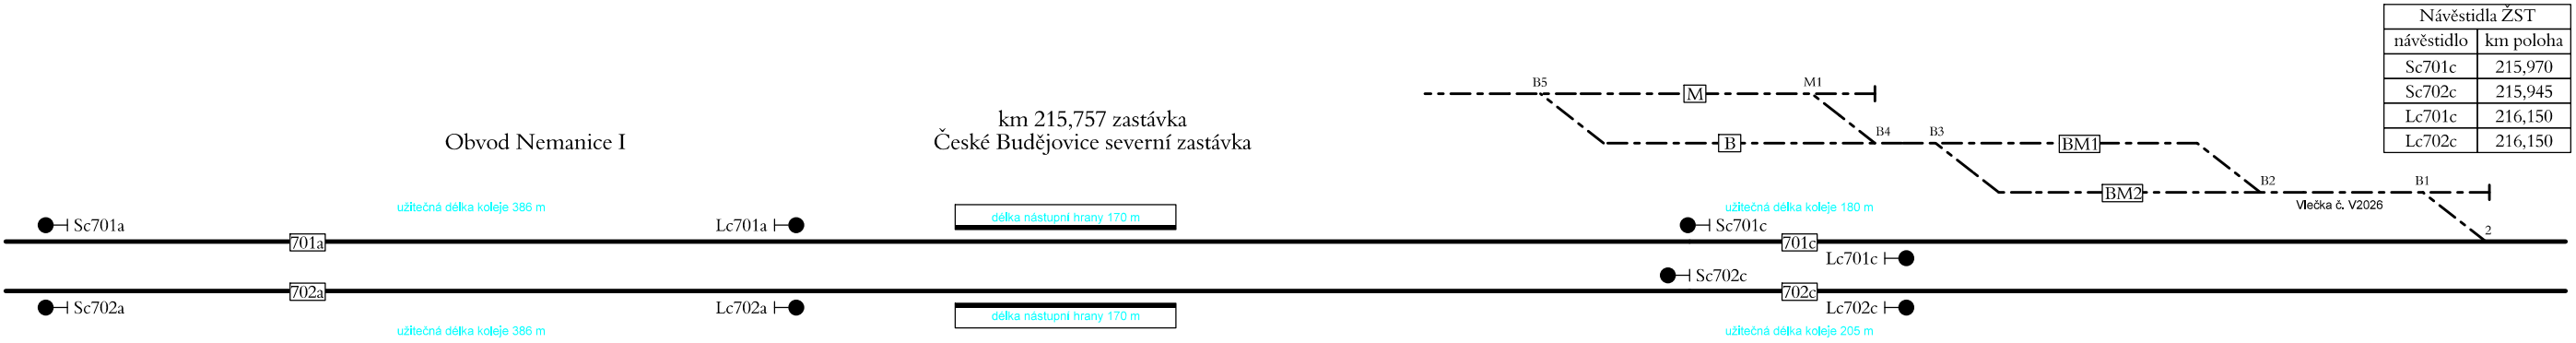 Návěstidla ŽST
návěstidlo km poloha
Sc701c 215,970
Sc702c 215,945
Lc701c 216,150
Lc702c 216,150
B5 M1
M
km 215,757 zastávka
České Budějovice severní zastávka
Obvod Nemanice I
B4 B3
B BM1
B2 B1
BM2
Vlečka č. V2026
užitečná délka koleje 386 m
délka nástupní hrany 170 m
užitečná délka koleje 180 m
Sc701a Lc701a Sc701c
2
701a 701c
Lc701c
Sc702c
702a 702c
Sc702a Lc702a Lc702c
délka nástupní hrany 170 m
užitečná délka koleje 386 m
užitečná délka koleje 205 m